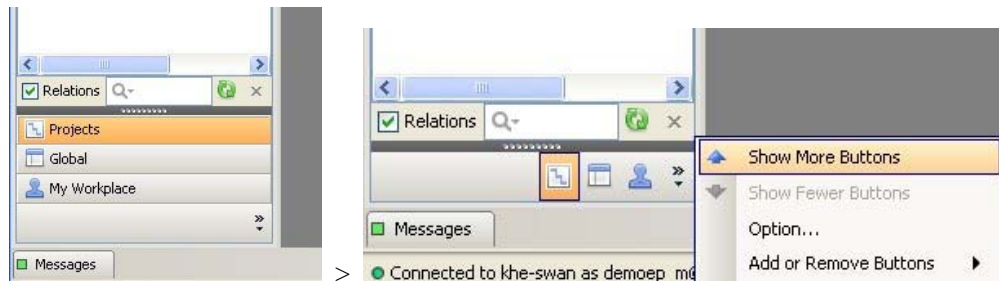 Relations
Projects
Global
My Workplace
Messages
>
Relations
Messages
Connected to khe-swan as demoep_m@
Show More Buttons
Show Fewer Buttons
Option...
Add or Remove Buttons